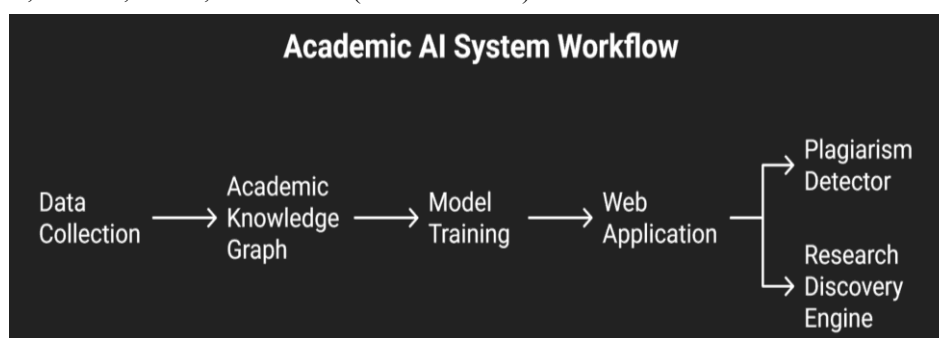 Academic AI System Workflow
Data
Collection
Academic
Knowledge
Graph
Model
Training
Web
Application
Plagiarism
Detector
Research
Discovery
Engine